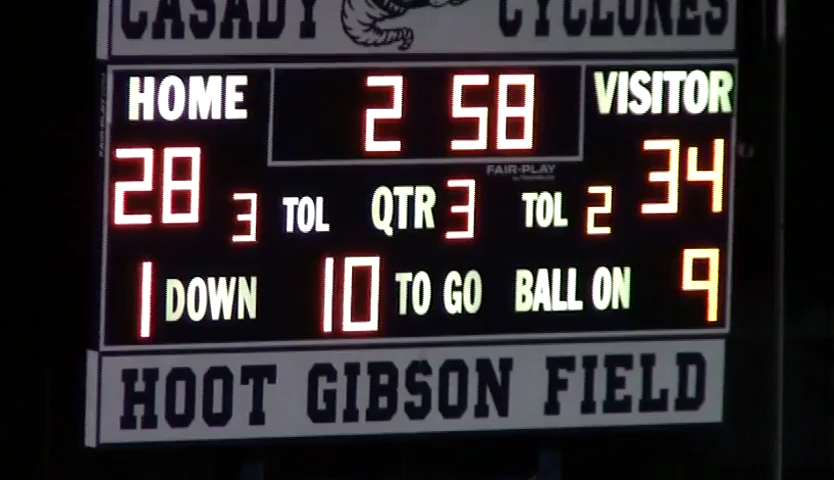 CASADY CYCLONES
HOME 2 58 VISITOR
28 3 TOL QTR 3 TOL 2 34
FAIR-PLAY
1 DOWN 10 TO GO BALL ON 9
HOOT GIBSON FIELD